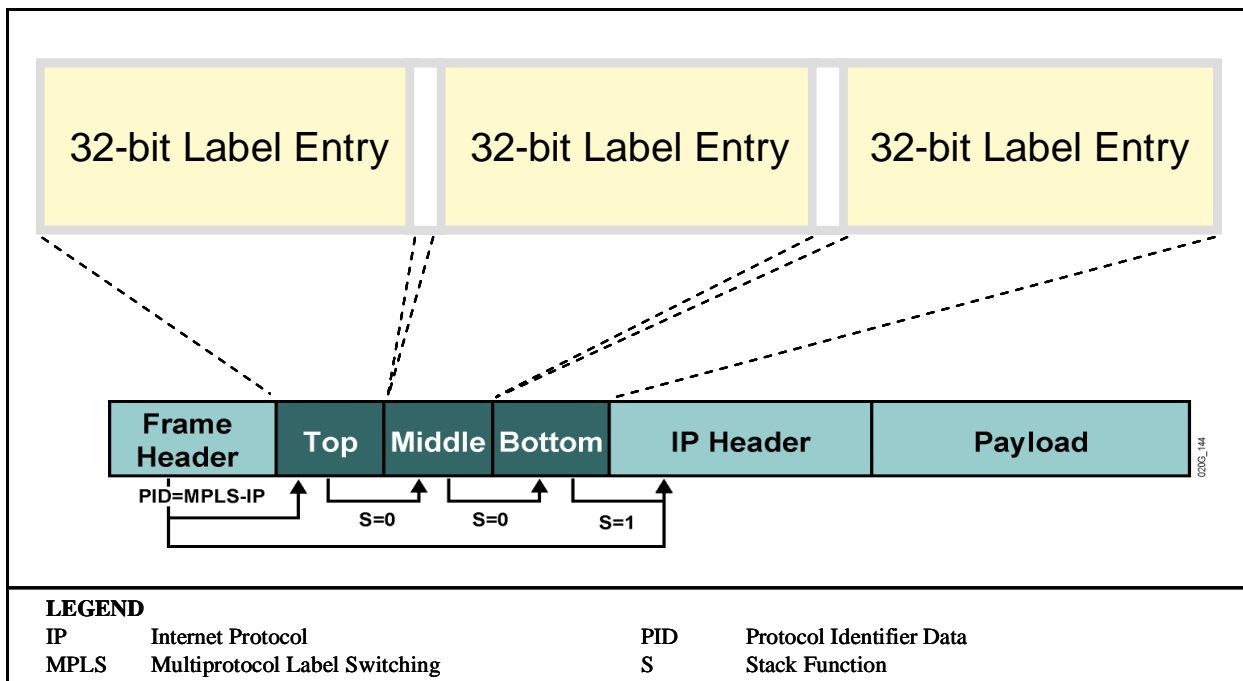 32-bit Label Entry
32-bit Label Entry
32-bit Label Entry
Frame
Header
Top
Middle
Bottom
IP Header
Payload
020G_144
PID=MPLS-IP
S=0
S=0
S=1
LEGEND
IP Internet Protocol
PID Protocol Identifier Data
MPLS Multiprotocol Label Switching
S Stack Function